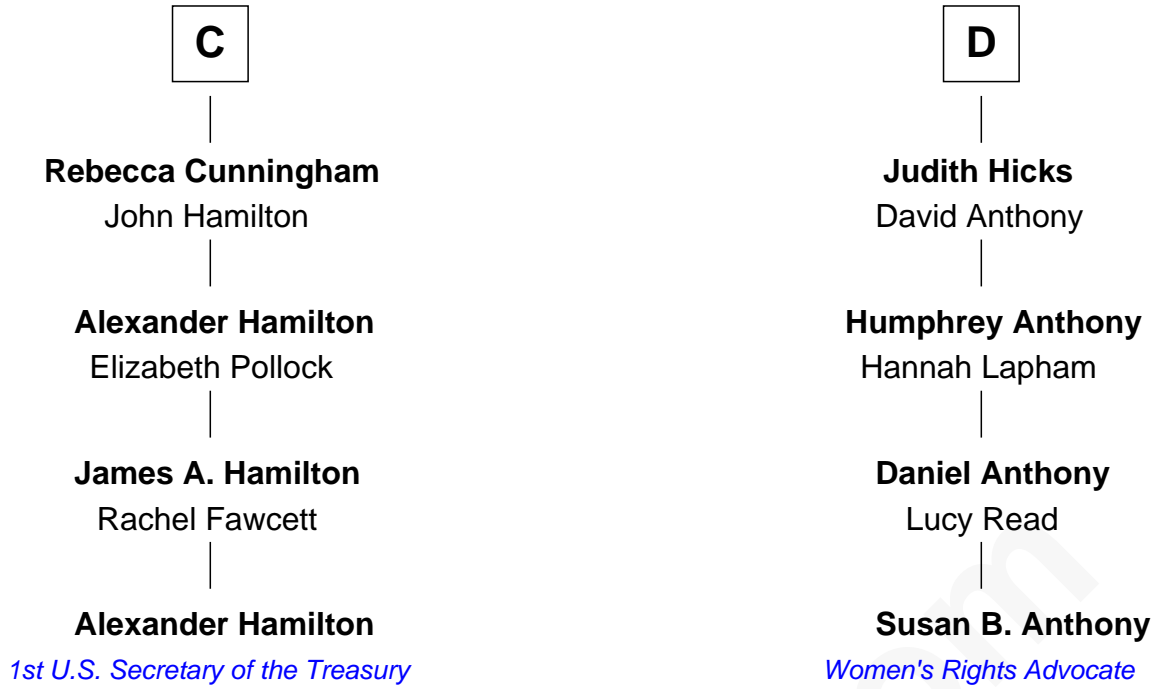 C
D
Rebecca Cunningham
John Hamilton
Judith Hicks
David Anthony
Alexander Hamilton
Elizabeth Pollock
Humphrey Anthony
Hannah Lapham
James A. Hamilton
Rachel Fawcett
Daniel Anthony
Lucy Read
Alexander Hamilton
1st U.S. Secretary of the Treasury
Susan B. Anthony
Women's Rights Advocate